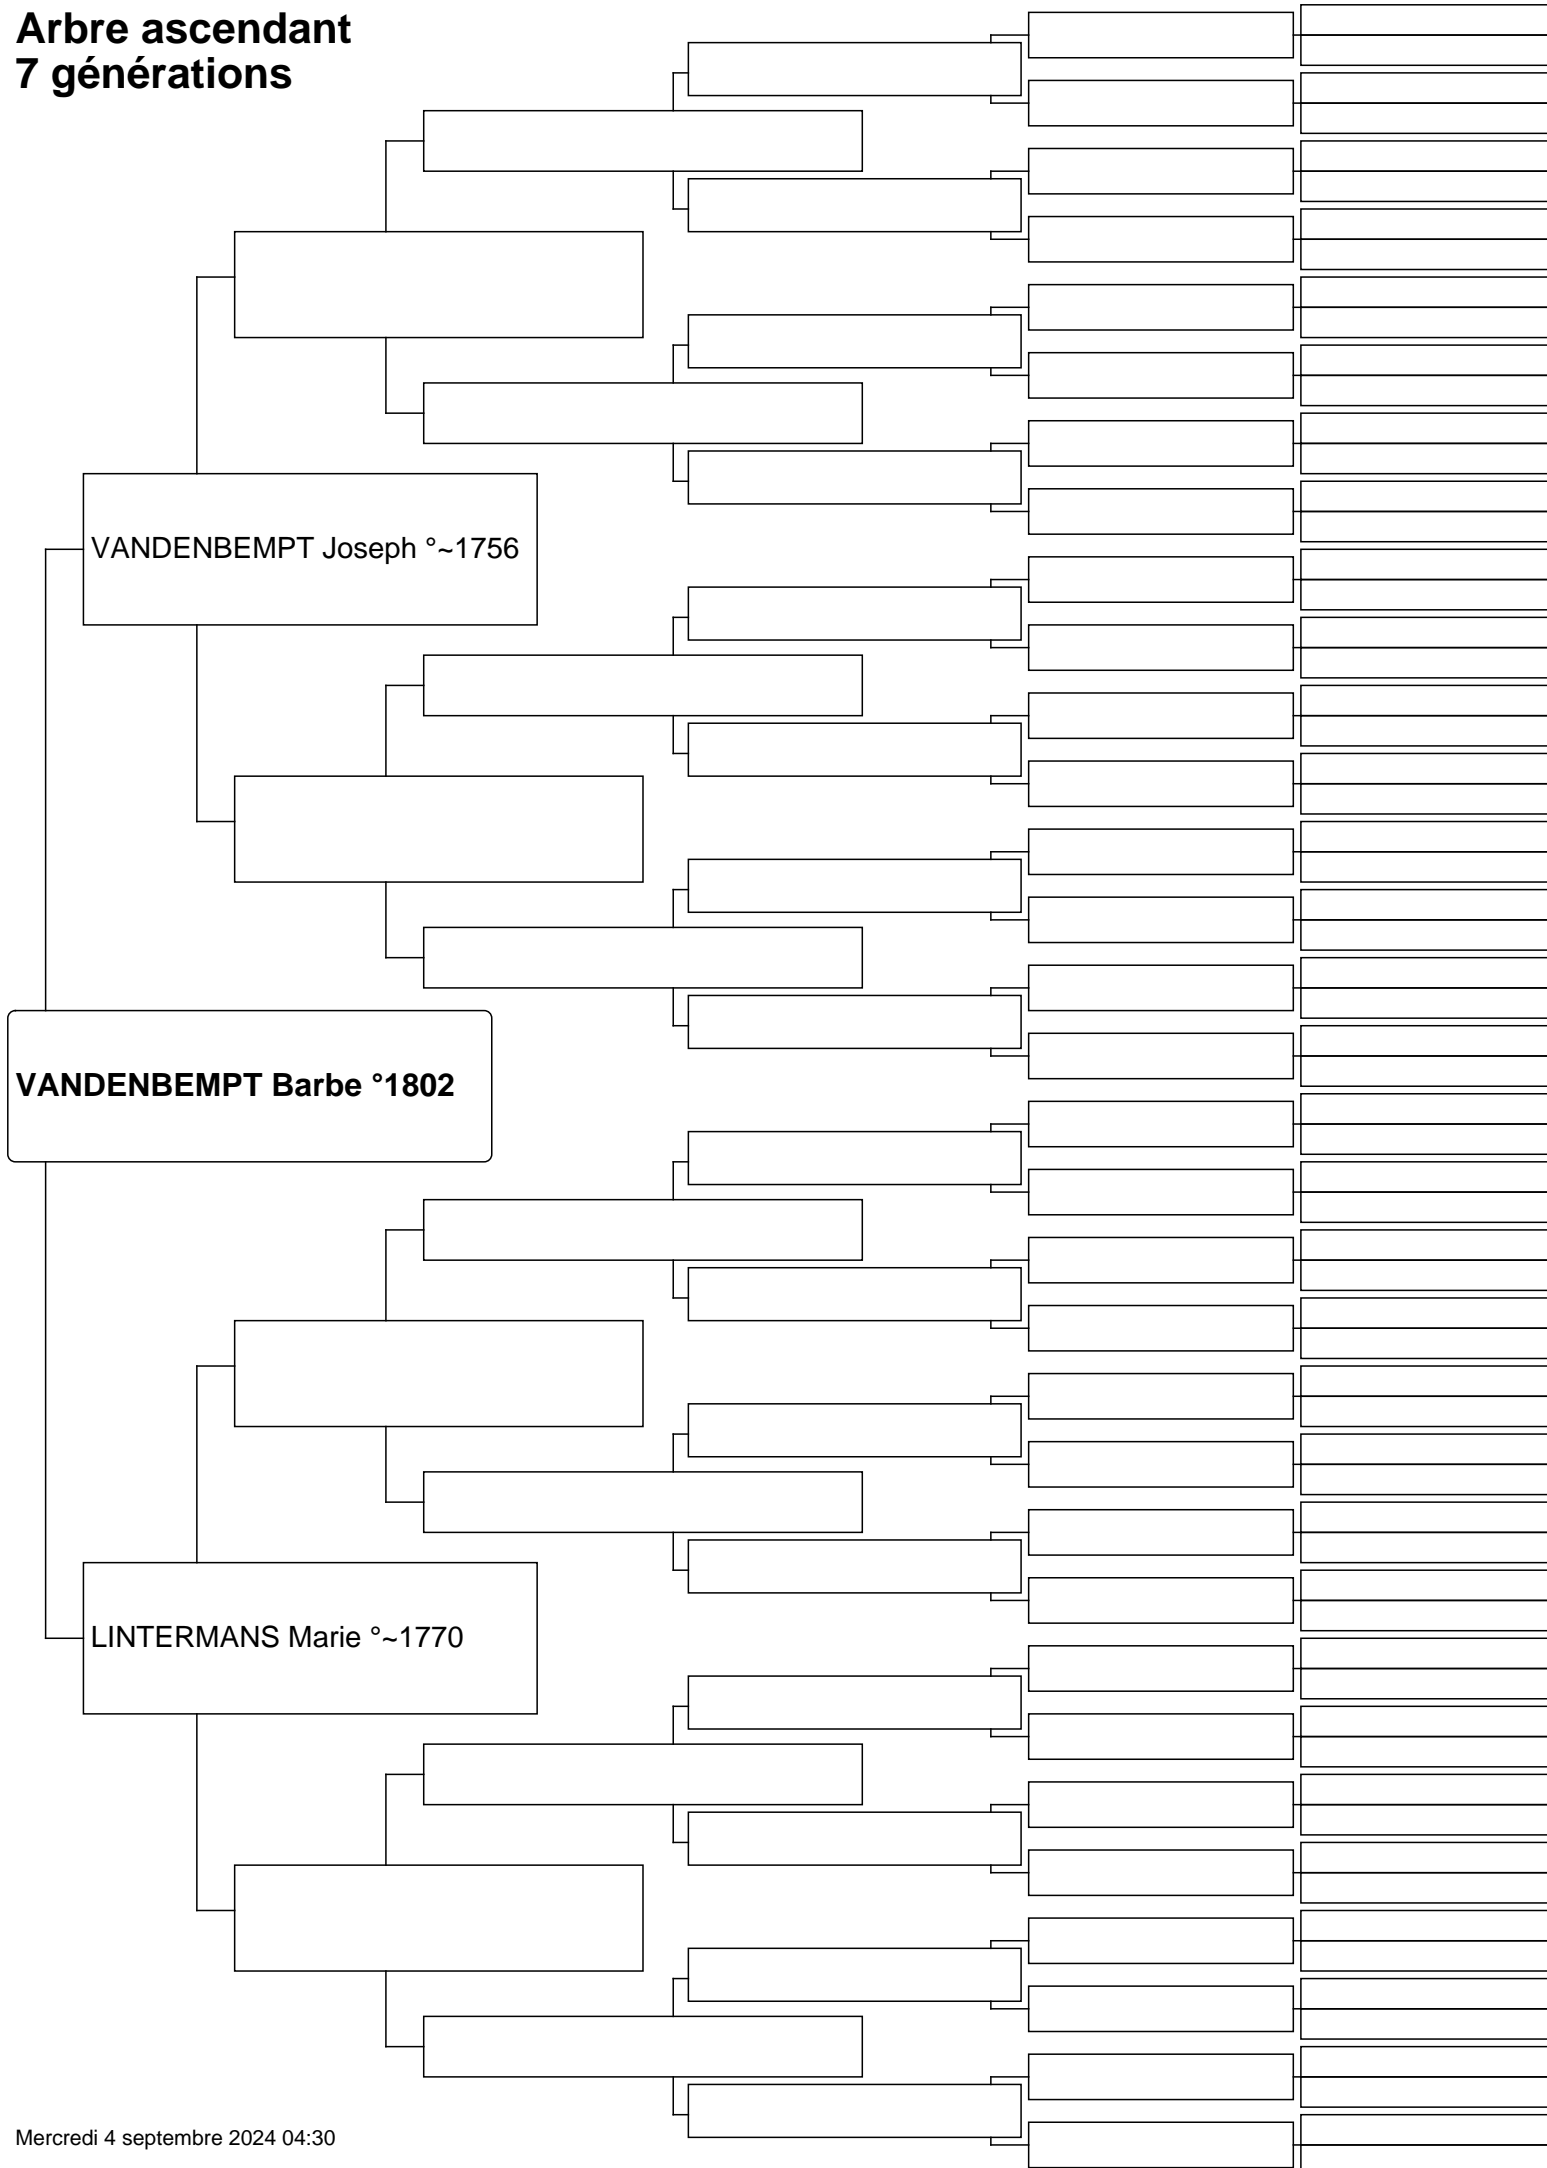 Arbre ascendant
7 générations
VANDENBEMPT Joseph °~1756
VANDENBEMPT Barbe °1802
LINTERMANS Marie °~1770
Mercredi 4 septembre 2024 04:30